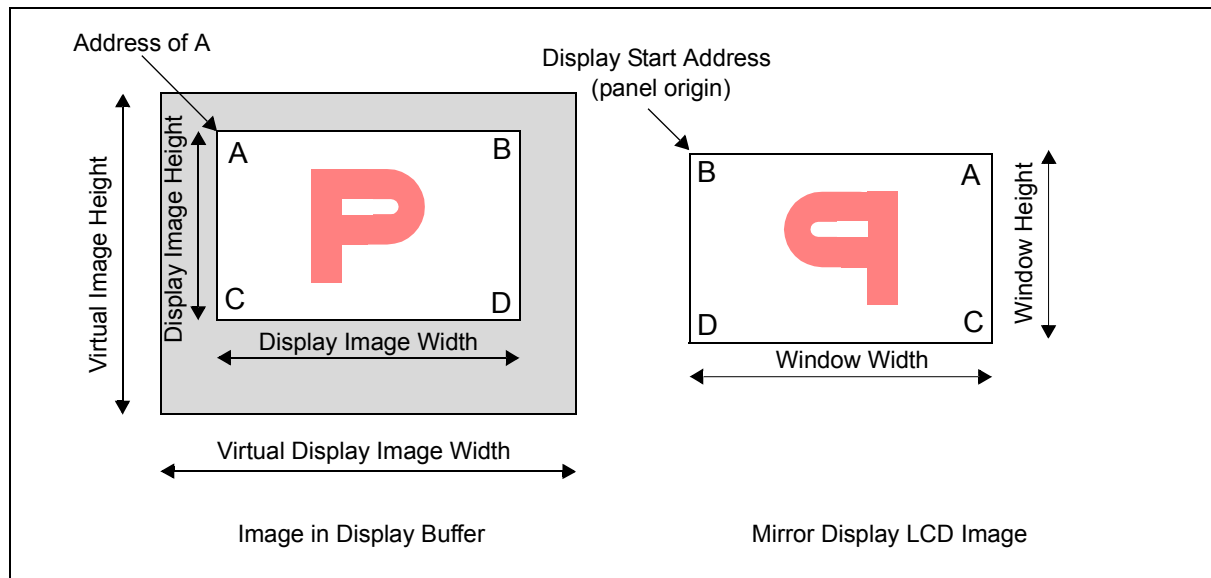 Address of A
Display Start Address
(panel origin)
Virtual Image Height
Display Image Height
A
B
P
C
D
Display Image Width
Virtual Display Image Width
Image in Display Buffer
B
A
P
D
C
Window Height
Window Width
Mirror Display LCD Image